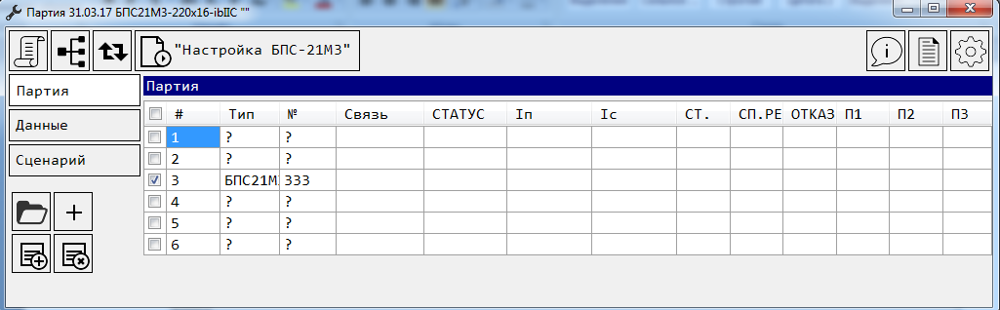 Партия 31.03.17 БПС21М3-220x16-ibIIC ""
"Настройка БПС-21М3"
Партия
Данные
Сценарий
Партия
# Тип № Связь СТАТУС Iп Iс СТ. СП.РЕ ОТКАЗ П1 П2 П3
1 ? ?
2 ? ?
3 БПС21М 333
4 ? ?
5 ? ?
6 ? ?